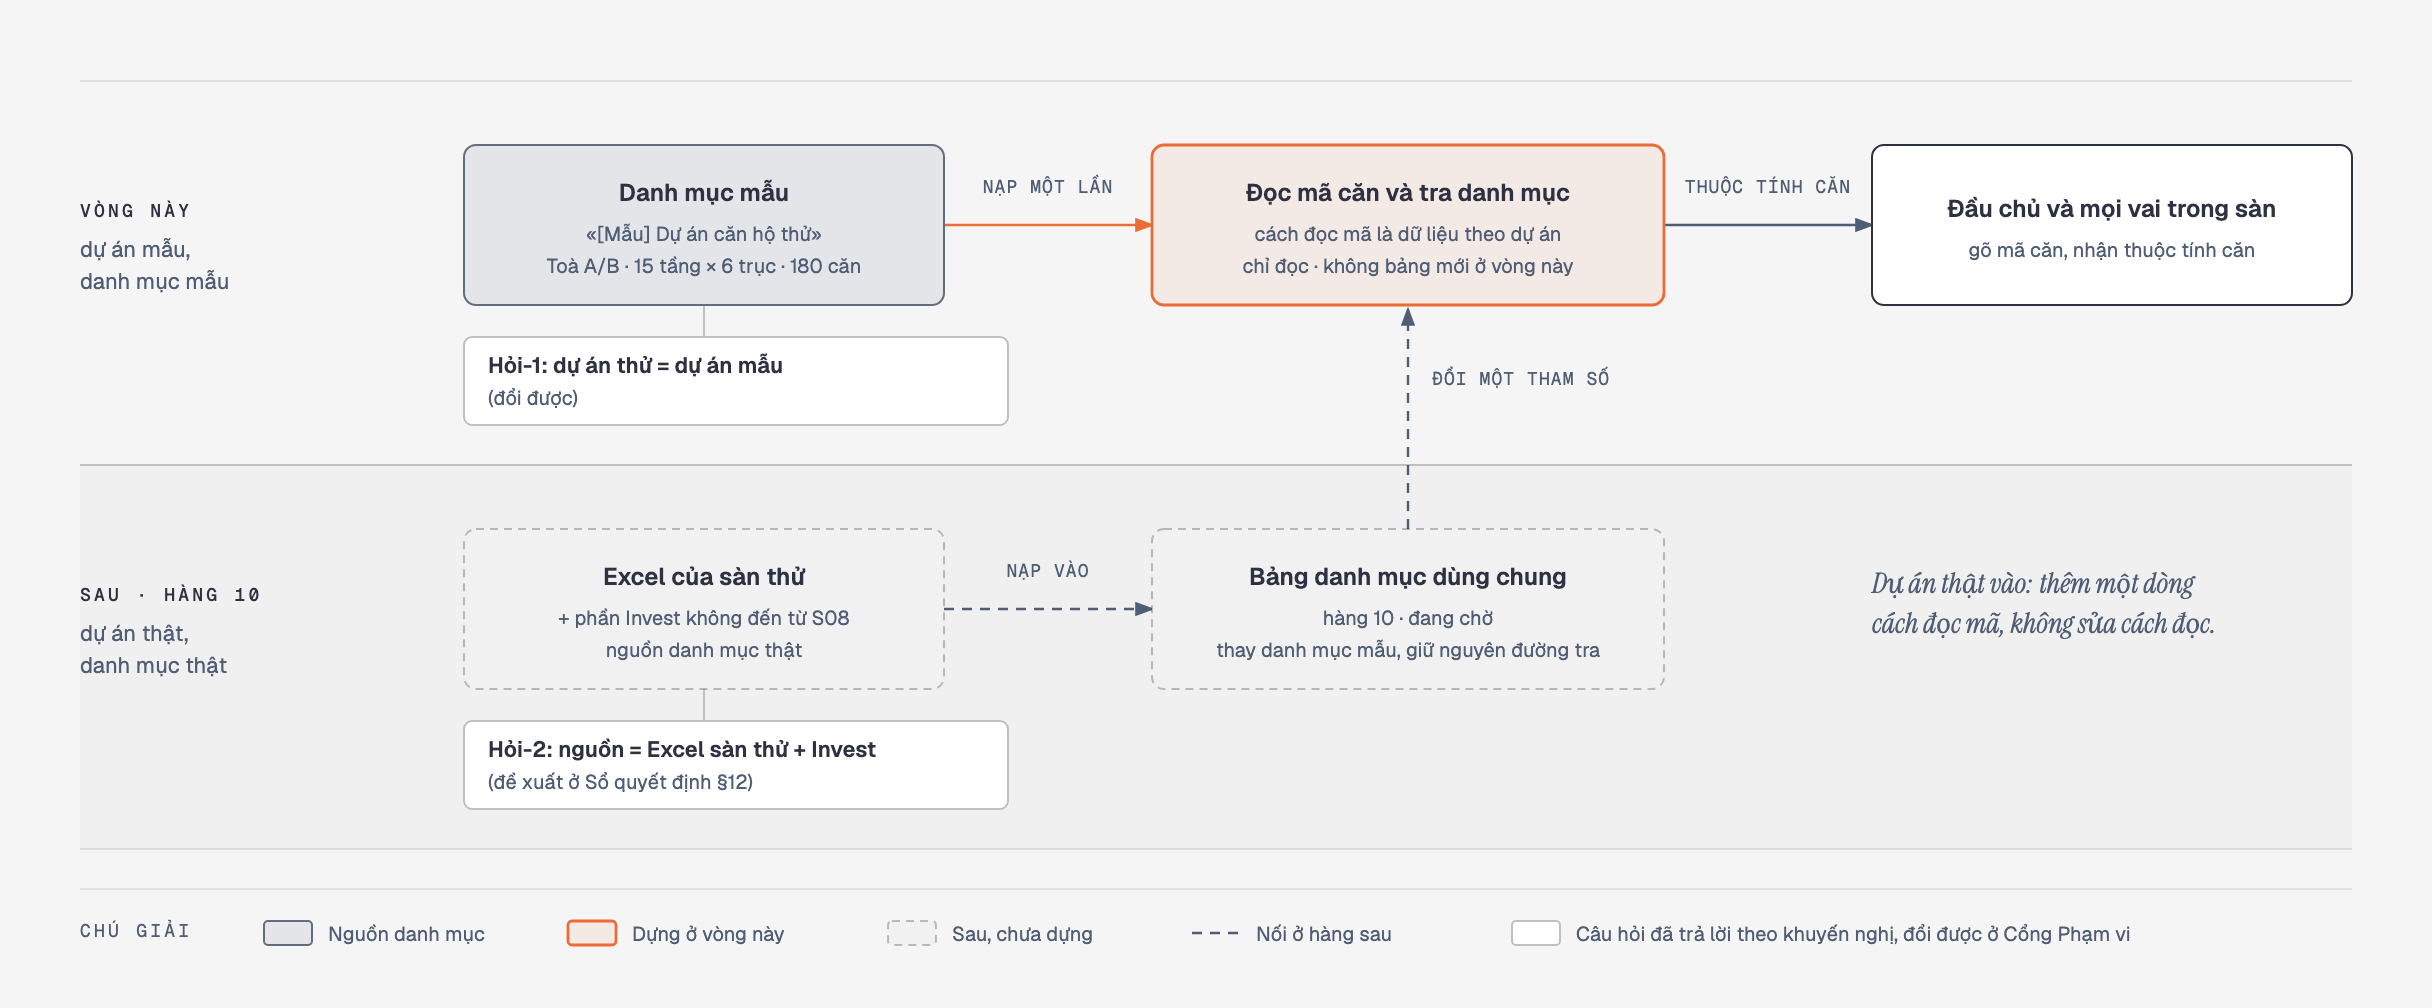 VÒNG NÀY
dự án mẫu,
danh mục mẫu
Danh mục mẫu
«[Mẫu] Dự án căn hộ thử»
Toà A/B · 15 tầng × 6 trục · 180 căn
NẠP MỘT LẦN
Đọc mã căn và tra danh mục
cách đọc mã là dữ liệu theo dự án
chỉ đọc · không bảng mới ở vòng này
THUỘC TÍNH CĂN
Đầu chủ và mọi vai trong sàn
gõ mã căn, nhận thuộc tính căn
Hỏi-1: dự án thử = dự án mẫu
(đổi được)
ĐỔI MỘT THAM SỐ
SAU · HÀNG 10
dự án thật,
danh mục thật
Excel của sàn thử
+ phần Invest không đến từ S08
nguồn danh mục thật
NẠP VÀO
Bảng danh mục dùng chung
hàng 10 · đang chờ
thay danh mục mẫu, giữ nguyên đường tra
Dự án thật vào: thêm một dòng
cách đọc mã, không sửa cách đọc.
Hỏi-2: nguồn = Excel sàn thử + Invest
(đề xuất ở Sổ quyết định §12)
CHÚ GIẢI
Nguồn danh mục
Dựng ở vòng này
Sau, chưa dựng
Nối ở hàng sau
Câu hỏi đã trả lời theo khuyến nghị, đổi được ở Cổng Phạm vi